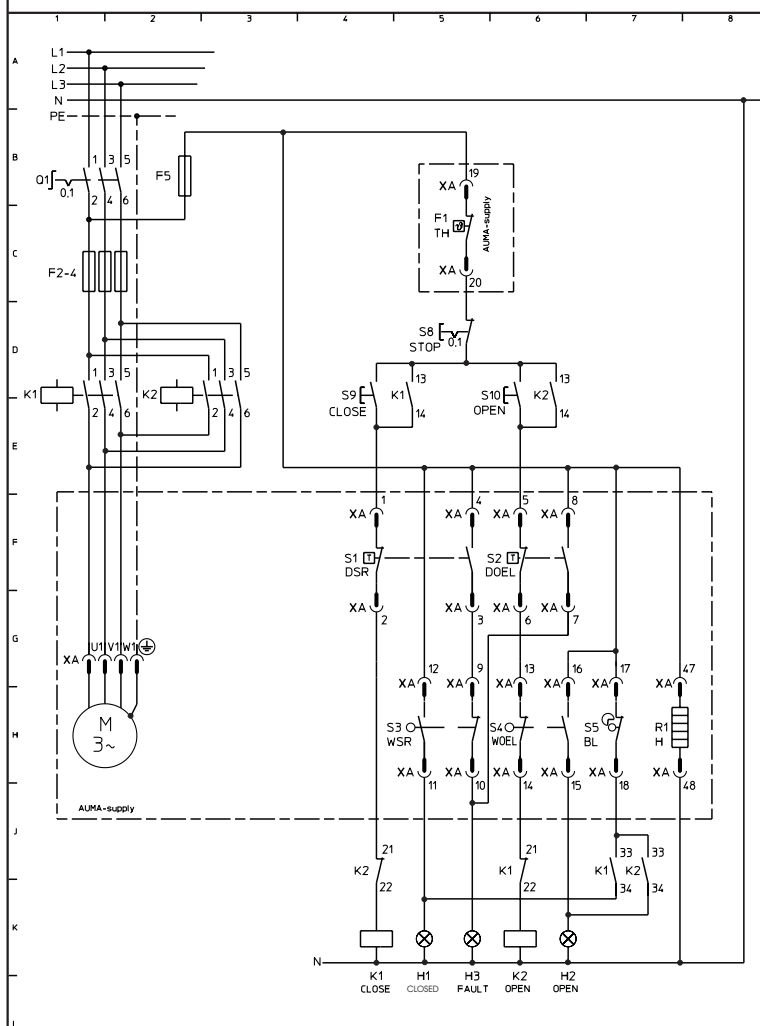 1 2 3 4 5 6 7 8
A
L1
L2
L3
N
PE
B
Q1 0,1 1 3 5 F5 19
2 4 6 XA
F1
TH
AUMA-supply
C
F2-4 XA
20
S8
0,1
STOP
D
1 3 5 1 3 5 13 13
K1 K2 S9 K1 S10 K2
CLOSE OPEN
2 4 6 2 4 6 14 14
E
1 4 5 8
XA XA XA XA
F
S1 T S2 T
DSR DOEL
XA XA XA XA
2 3 6 7
G
U1 V1 W1
XA
12 9 13 16 17 47
XA XA XA XA XA XA
H
M
3~
S3 S4 S5 R1
WSR WOEL BL H
XA XA XA XA XA XA
11 10 14 15 18 48
AUMA-supply
J
21 21 33 33
K2 K1 K1 K2
22 22 34 34
K
N
K1 H1 H3 K2 H2
CLOSE CLOSED FAULT OPEN OPEN